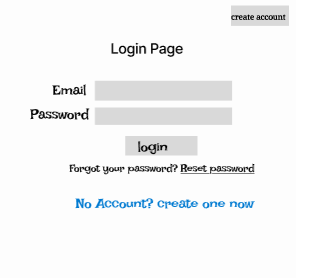 create account
Login Page
Email
Password
login
Forgot your password? Reset password
No Account? create one now